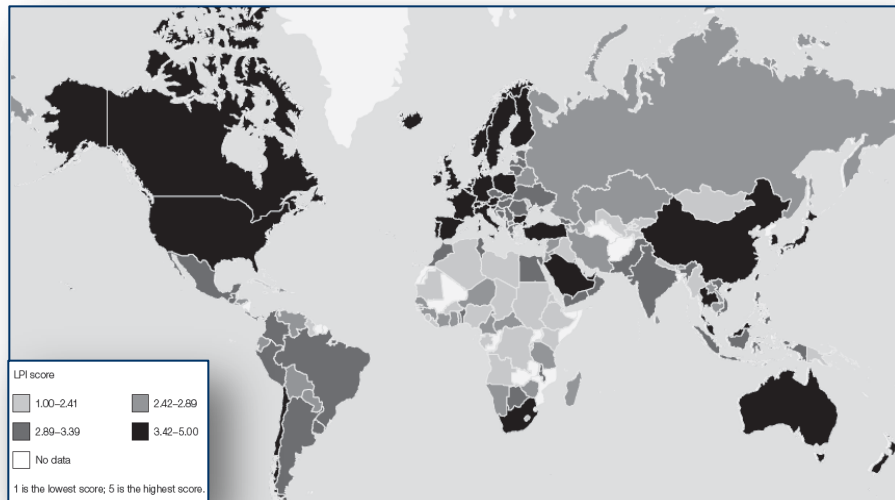 LPI score
1.00–2.41
2.42–2.89
2.89–3.39
3.42–5.00
No data
1 is the lowest score; 5 is the highest score.